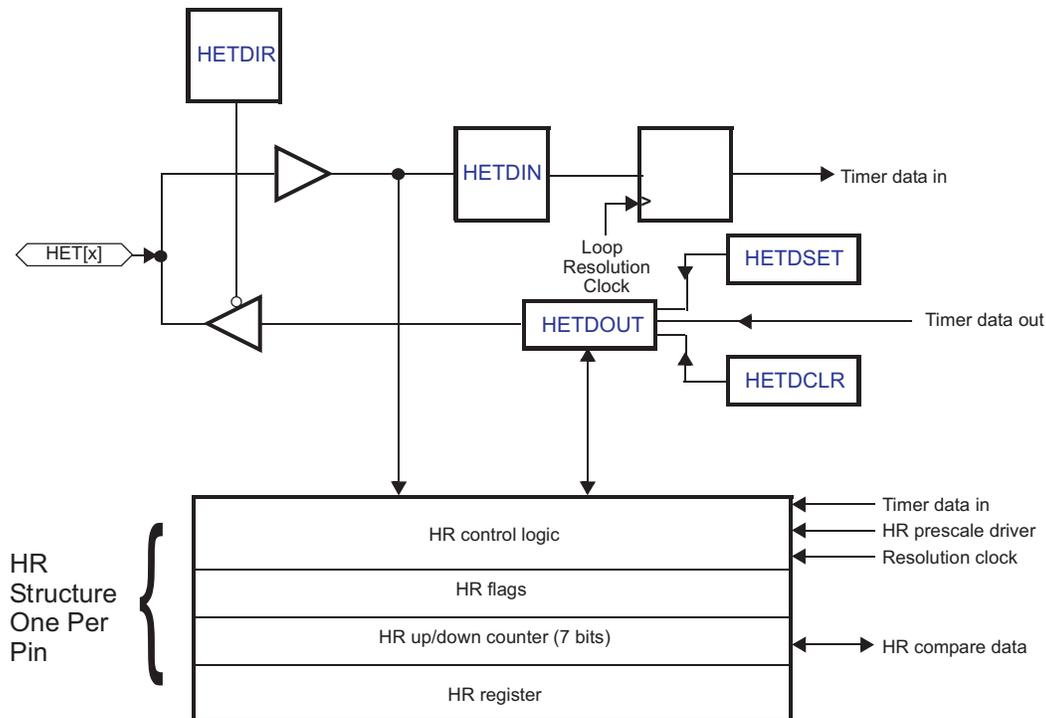 HETDIR
HETDIN
Timer data in
HET[x]
Loop
Resolution
Clock
HETDSET
HETDOUT
Timer data out
HETDCLR
HR control logic
Timer data in
HR prescale driver
Resolution clock
HR
Structure
One Per
Pin
HR flags
HR up/down counter (7 bits)
HR compare data
HR register